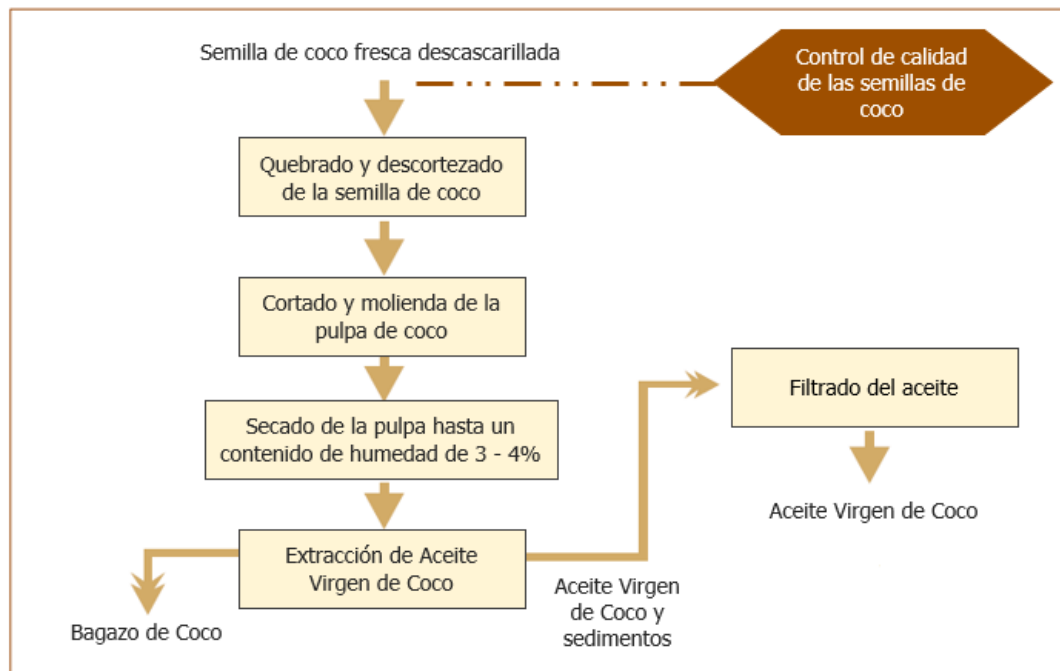 Semilla de coco fresca descascarillada
Control de calidad
de las semillas de
coco
Quebrado y descortezado
de la semilla de coco
Cortado y molienda de la
pulpa de coco
Secado de la pulpa hasta un
contenido de humedad de 3 - 4%
Extracción de Aceite
Virgen de Coco
Bagazo de Coco
Aceite Virgen
de Coco y
sedimentos
Filtrado del aceite
Aceite Virgen de Coco